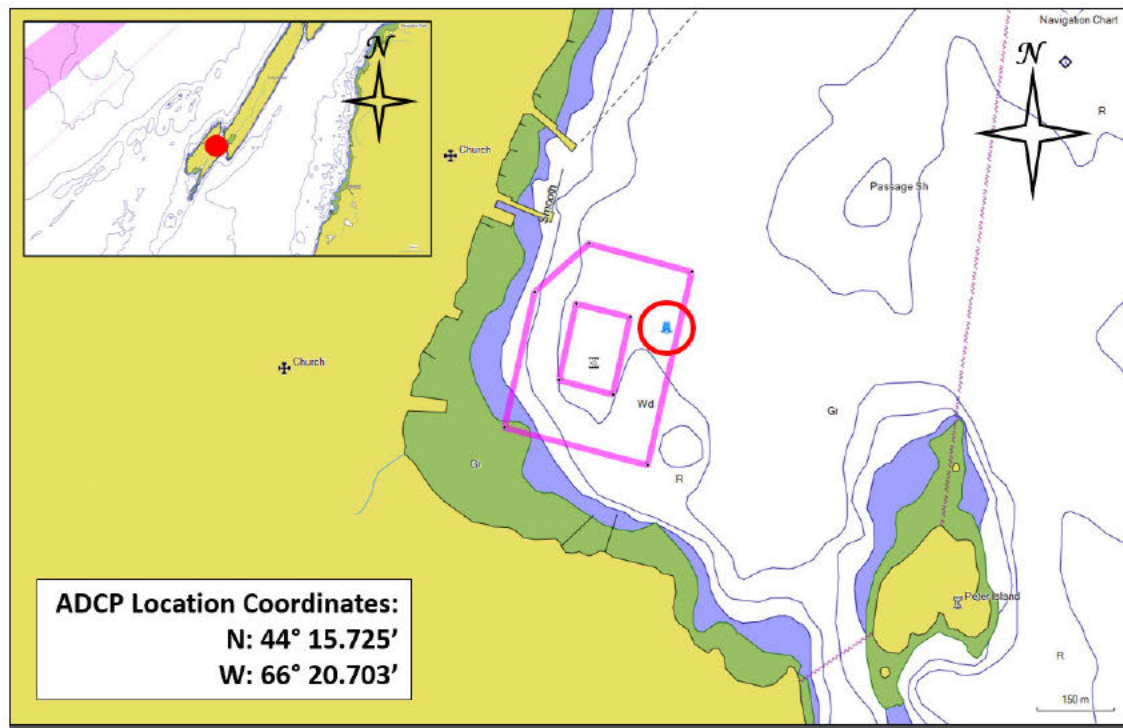 Navigation Chart
N
N
R
Church
Smooth
Passage Sh
Church
Wd
Gr
Gr
R
ADCP Location Coordinates:
N: 44° 15.725’
W: 66° 20.703’
Peter Island
R
150 m